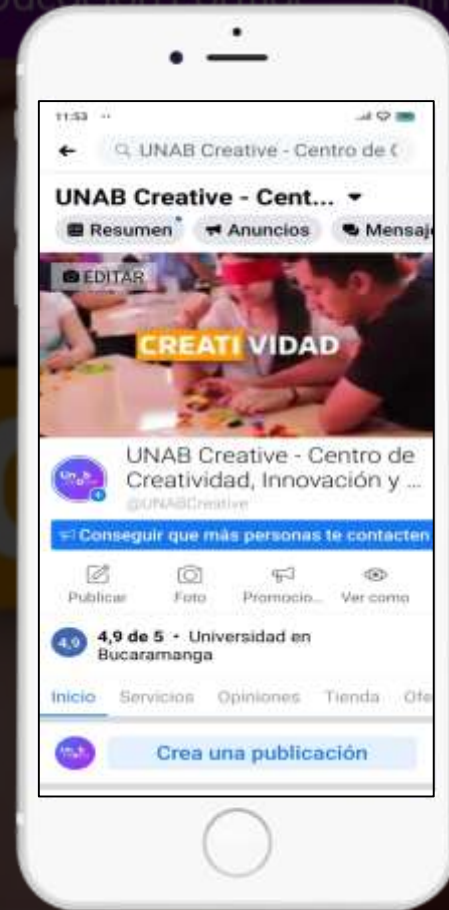 11:53
UNAB Creative - Centro de C
UNAB Creative - Cent...
Resumen
Anuncios
Mensaj
EDITAR
CREATIVIDAD
UNAB Creative - Centro de
Creatividad, Innovación y ...
@UNABCreative
Conseguir que más personas te contacten
Publicar
Foto
Promocio...
Ver como
4,9
4,9 de 5 · Universidad en
Bucaramanga
Inicio
Servicios
Opiniones
Tienda
Ofe
Crea una publicación